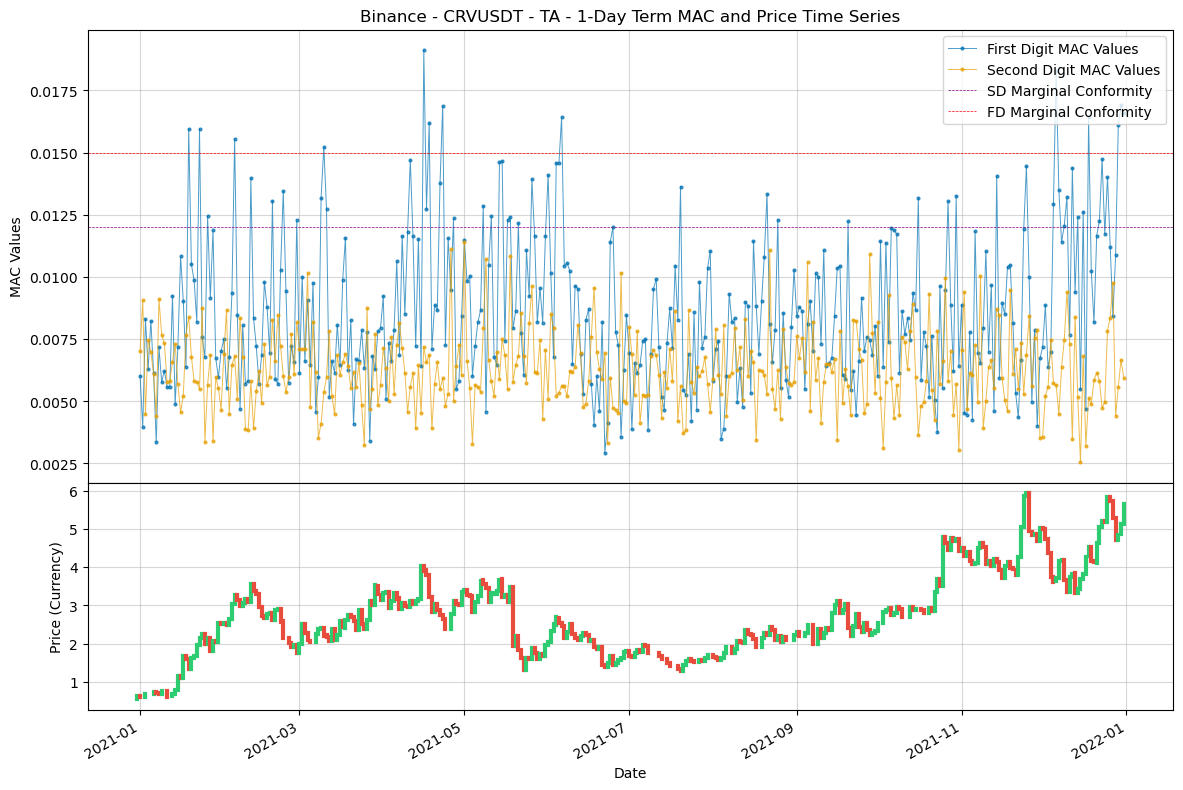 Binance - CRVUSDT - TA - 1-Day Term MAC and Price Time Series
First Digit MAC Values
Second Digit MAC Values
SD Marginal Conformity
FD Marginal Conformity
MAC Values
0.0175
0.0150
0.0125
0.0100
0.0075
0.0050
0.0025
Price (Currency)
6
5
4
3
2
1
2021-01
2021-03
2021-05
2021-07
2021-09
2021-11
2022-01
Date